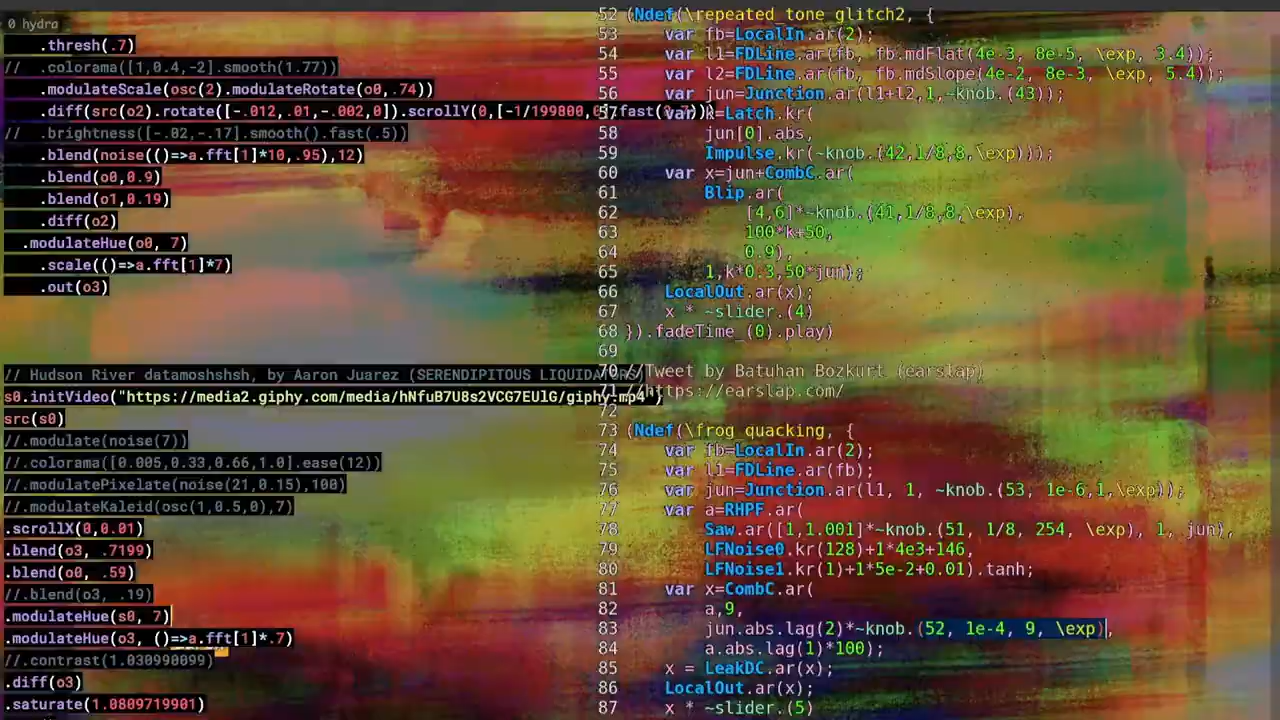 0 hydra
.thresh(.7)
//  .colorama([1,0.4,-2].smooth(1.77))
.modulateScale(osc(2).modulateRotate(o0,.74))
.diff(src(o2).rotate([-.012,.01,-.002,0]).scrollY(0,[-1/199800,0].fast(0.7)))
//  .brightness([-.02,-.17].smooth().fast(.5))
.blend(noise(()=>a.fft[1]*10,.95),12)
.blend(o0,0.9)
.blend(o1,0.19)
.diff(o2)
.modulateHue(o0, 7)
.scale(()=>a.fft[1]*7)
.out(o3)
// Hudson River datamoshshsh, by Aaron Juarez (SERENDIPITOUS LIQUIDATORS)
s0.initVideo("https://media2.giphy.com/media/hNfuB7U8s2VCG7EUlG/giphy.mp4")
src(s0)
//.modulate(noise(7))
//.colorama([0.005,0.33,0.66,1.0].ease(12))
//.modulatePixelate(noise(21,0.15),100)
//.modulateKaleid(osc(1,0.5,0),7)
.scrollX(0,0.01)
.blend(o3, .7199)
.blend(o0, .59)
//.blend(o3, .19)
.modulateHue(s0, 7)
.modulateHue(o3, ()=>a.fft[1]*.7)
//.contrast(1.030990099)
.diff(o3)
.saturate(1.0809719901)
52 (Ndef(\repeated_tone_glitch2, {
53 var fb=LocalIn.ar(2);
54 var l1=FDLine.ar(fb, fb.mdFlat(4e-3, 8e-5, \exp, 3.4));
55 var l2=FDLine.ar(fb, fb.mdSlope(4e-2, 8e-3, \exp, 5.4));
56 var jun=Junction.ar(l1+l2,1,~knob.(43));
57 var k=Latch.kr(
58 jun[0].abs,
59 Impulse.kr(~knob.(42,1/8,8,\exp)));
60 var x=jun+CombC.ar(
61 Blip.ar(
62 [4,6]*~knob.(41,1/8,8,\exp),
63 100*k+50,
64 0.9),
65 1,k*0.3,50*jun);
66 LocalOut.ar(x);
67 x * ~slider.(4)
68 }).fadeTime_(0).play)
69
70 //Tweet by Batuhan Bozkurt (earslap)
71 //https://earslap.com/
72
73 (Ndef(\frog_quacking, {
74 var fb=LocalIn.ar(2);
75 var l1=FDLine.ar(fb);
76 var jun=Junction.ar(l1, 1, ~knob.(53, 1e-6,1,\exp));
77 var a=RHPF.ar(
78 Saw.ar([1,1.001]*~knob.(51, 1/8, 254, \exp), 1, jun),
79 LFNoise0.kr(128)+1*4e3+146,
80 LFNoise1.kr(1)+1*5e-2+0.01).tanh;
81 var x=CombC.ar(
82 a,9,
83 jun.abs.lag(2)*~knob.(52, 1e-4, 9, \exp),
84 a.abs.lag(1)*100);
85 x = LeakDC.ar(x);
86 LocalOut.ar(x);
87 x * ~slider.(5)